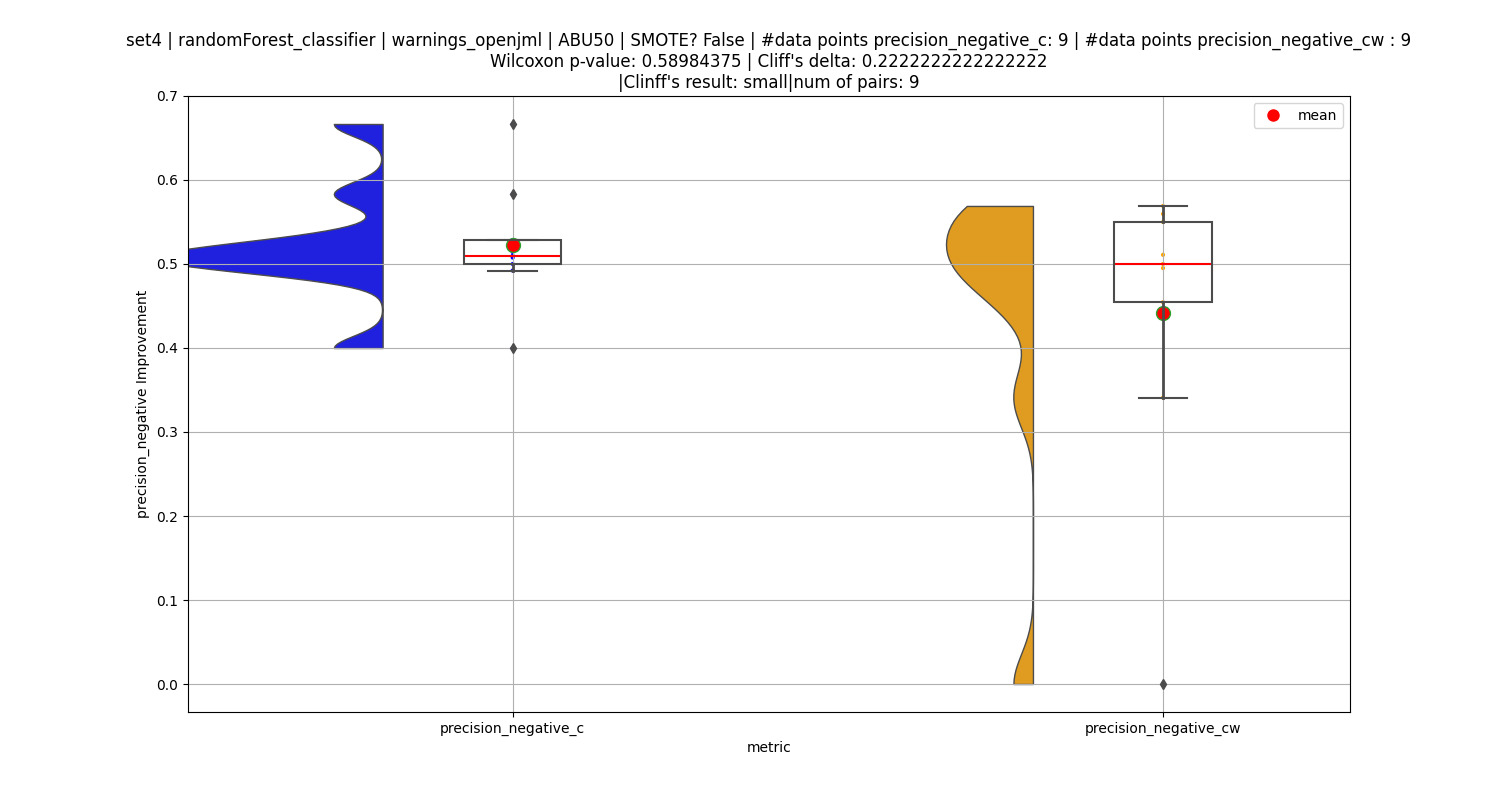 set4 | randomForest_classifier | warnings_openjml | ABU50 | SMOTE? False | #data points precision_negative_c: 9 | #data points precision_negative_cw : 9
Wilcoxon p-value: 0.58984375 | Cliff's delta: 0.2222222222222222
|Clinff's result: small|num of pairs: 9
mean
0.7
0.6
0.5
0.4
0.3
0.2
0.1
0.0
precision_negative Improvement
precision_negative_c
precision_negative_cw
metric